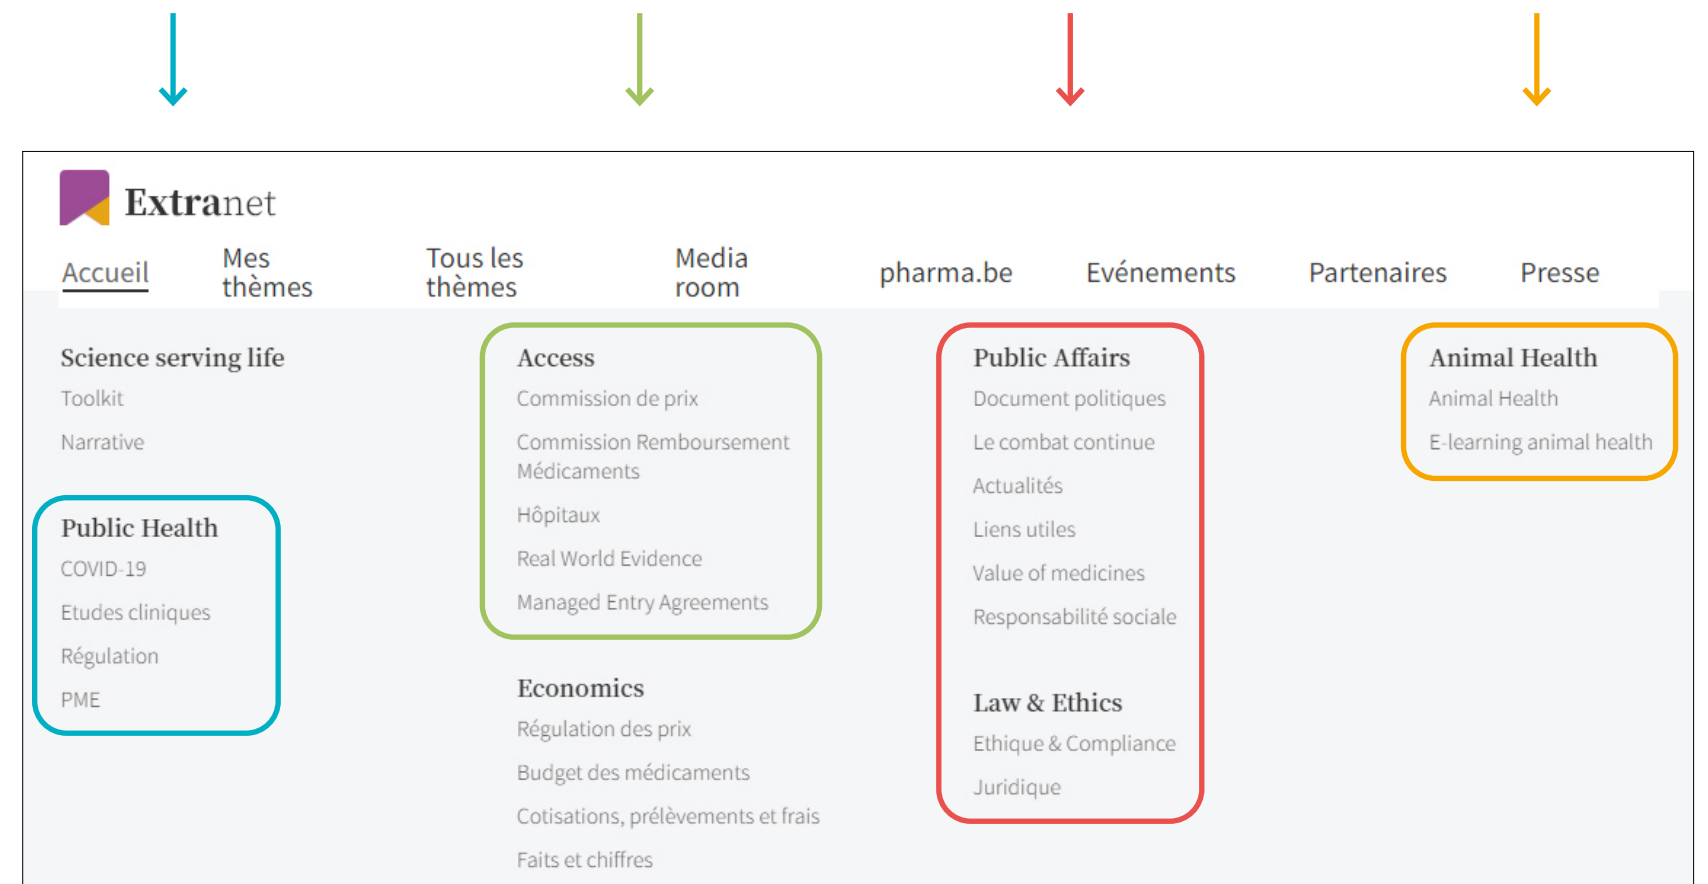 Extranet
Accueil
Mes
thèmes
Tous les
thèmes
Media
room
pharma.be
Evénements
Partenaires
Presse
Science serving life
Toolkit
Narrative
Public Health
COVID-19
Etudes cliniques
Régulation
PME
Access
Commission de prix
Commission Remboursement
Médicaments
Hôpitaux
Real World Evidence
Managed Entry Agreements
Economics
Régulation des prix
Budget des médicaments
Cotisations, prélèvements et frais
Faits et chiffres
Public Affairs
Document politiques
Le combat continue
Actualités
Liens utiles
Value of medicines
Responsabilité sociale
Law & Ethics
Ethique & Compliance
Juridique
Animal Health
Animal Health
E-learning animal health